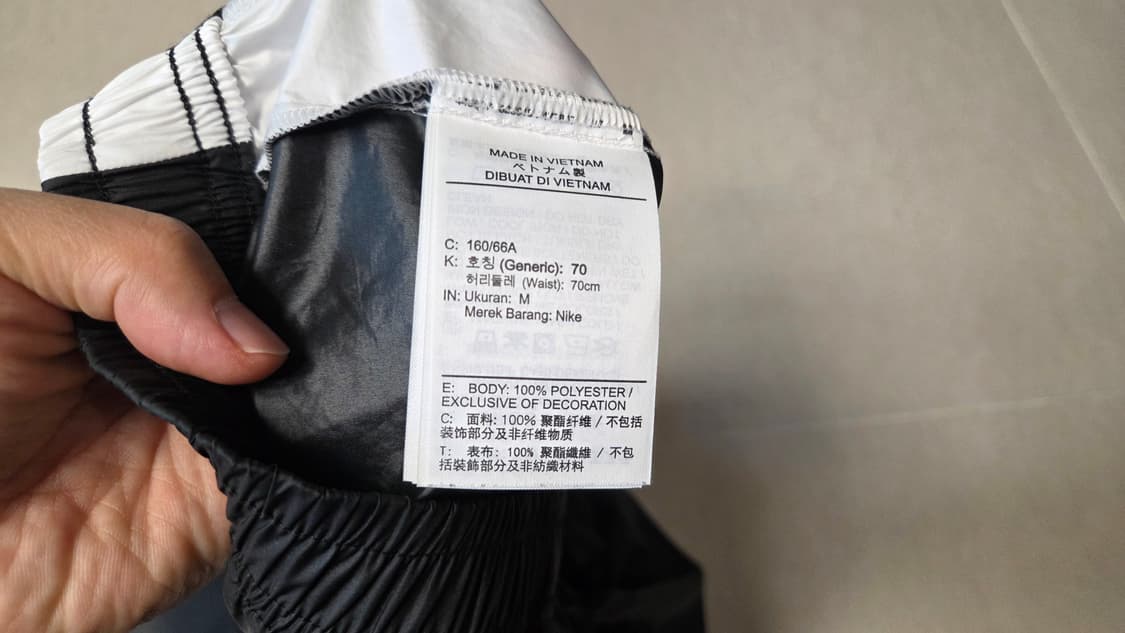 MADE IN VIETNAM
ベトナム製
DIBUAT DI VIETNAM
C: 160/66A
K: 호칭 (Generic): 70
허리둘레 (Waist): 70cm
IN: Ukuran: M
Merek Barang: Nike
E: BODY: 100% POLYESTER /
EXCLUSIVE OF DECORATION
C: 面料: 100% 聚酯纤维 / 不包括
装饰部分及非纤维物质
T: 表布: 100% 聚酯纖維 / 不包
括裝飾部分及非紡織材料